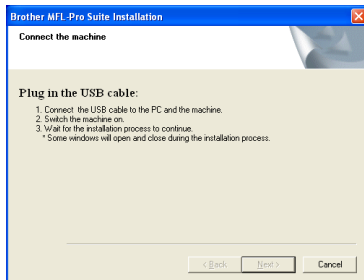 Brother MFL-Pro Suite Installation
Connect the machine
Plug in the USB cable:
1. Connect the USB cable to the PC and the machine.
2. Switch the machine on.
3. Wait for the installation process to continue.
* Some windows will open and close during the installation process.
< Back
Next >
Cancel